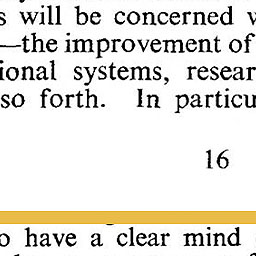 s will be concerned
—the improvement of
ional systems, resear
so forth. In particu
16
o have a clear mind